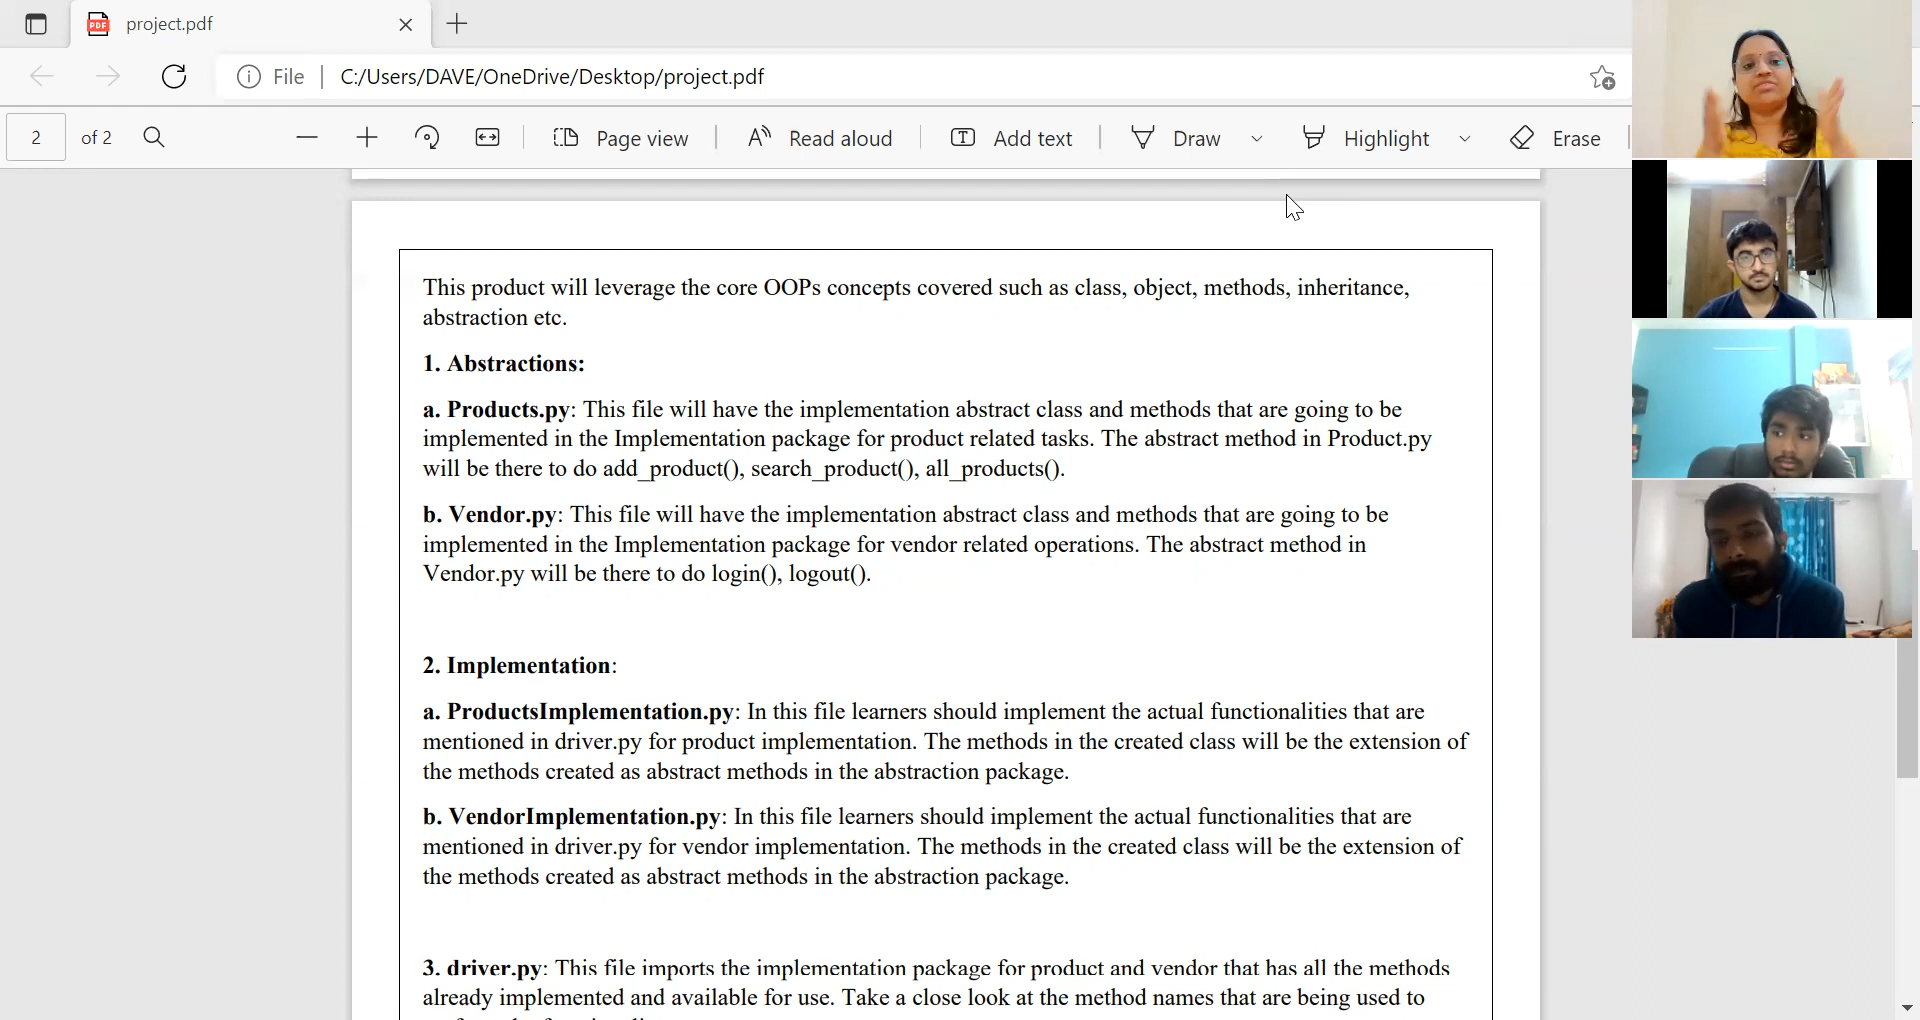 project.pdf
File
C:/Users/DAVE/OneDrive/Desktop/project.pdf
2 of 2
Page view
Read aloud
Add text
Draw
Highlight
Erase
This product will leverage the core OOPs concepts covered such as class, object, methods, inheritance,
abstraction etc.
1. Abstractions:
a. Products.py: This file will have the implementation abstract class and methods that are going to be
implemented in the Implementation package for product related tasks. The abstract method in Product.py
will be there to do add_product(), search_product(), all_products().
b. Vendor.py: This file will have the implementation abstract class and methods that are going to be
implemented in the Implementation package for vendor related operations. The abstract method in
Vendor.py will be there to do login(), logout().
2. Implementation:
a. ProductsImplementation.py: In this file learners should implement the actual functionalities that are
mentioned in driver.py for product implementation. The methods in the created class will be the extension of
the methods created as abstract methods in the abstraction package.
b. VendorImplementation.py: In this file learners should implement the actual functionalities that are
mentioned in driver.py for vendor implementation. The methods in the created class will be the extension of
the methods created as abstract methods in the abstraction package.
3. driver.py: This file imports the implementation package for product and vendor that has all the methods
already implemented and available for use. Take a close look at the method names that are being used to